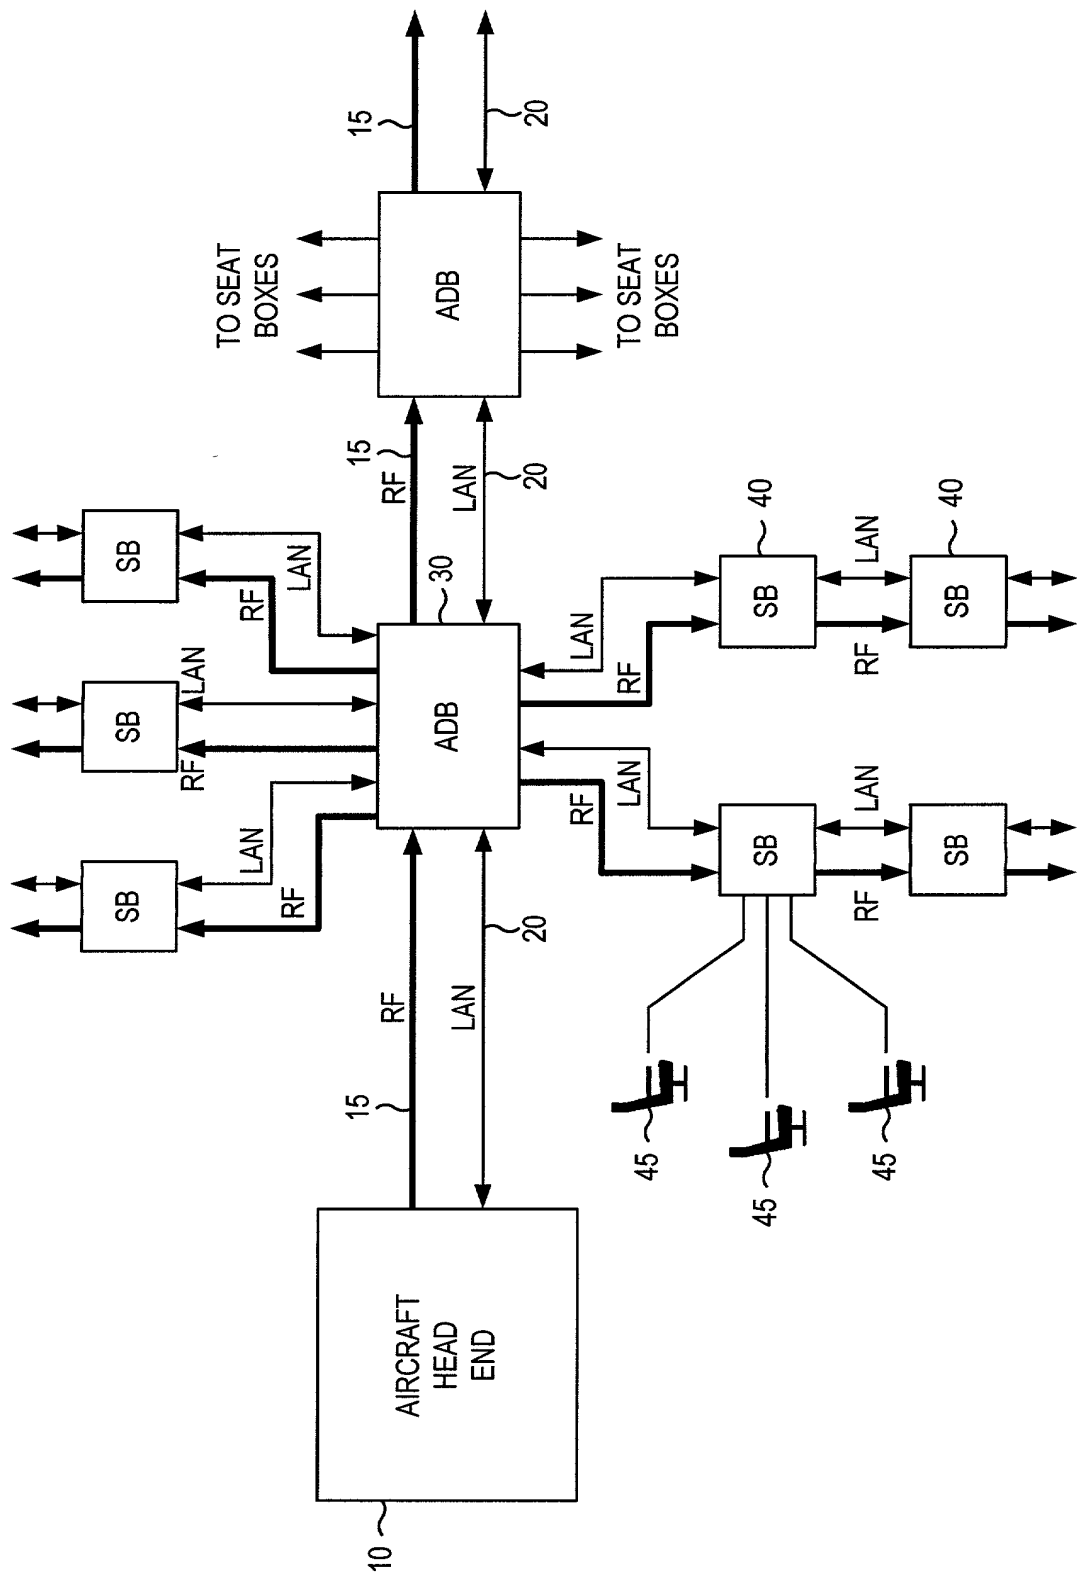 15
20
TO SEAT
BOXES
ADB
TO SEAT
BOXES
15
RF
LAN
20
SB
LAN
RF
SB
LAN
RF
SB
LAN
RF
30
ADB
LAN
RF
40
SB
LAN
RF
40
SB
LAN
RF
SB
LAN
RF
SB
45
45
45
RF
LAN
20
15
AIRCRAFT
HEAD
END
10